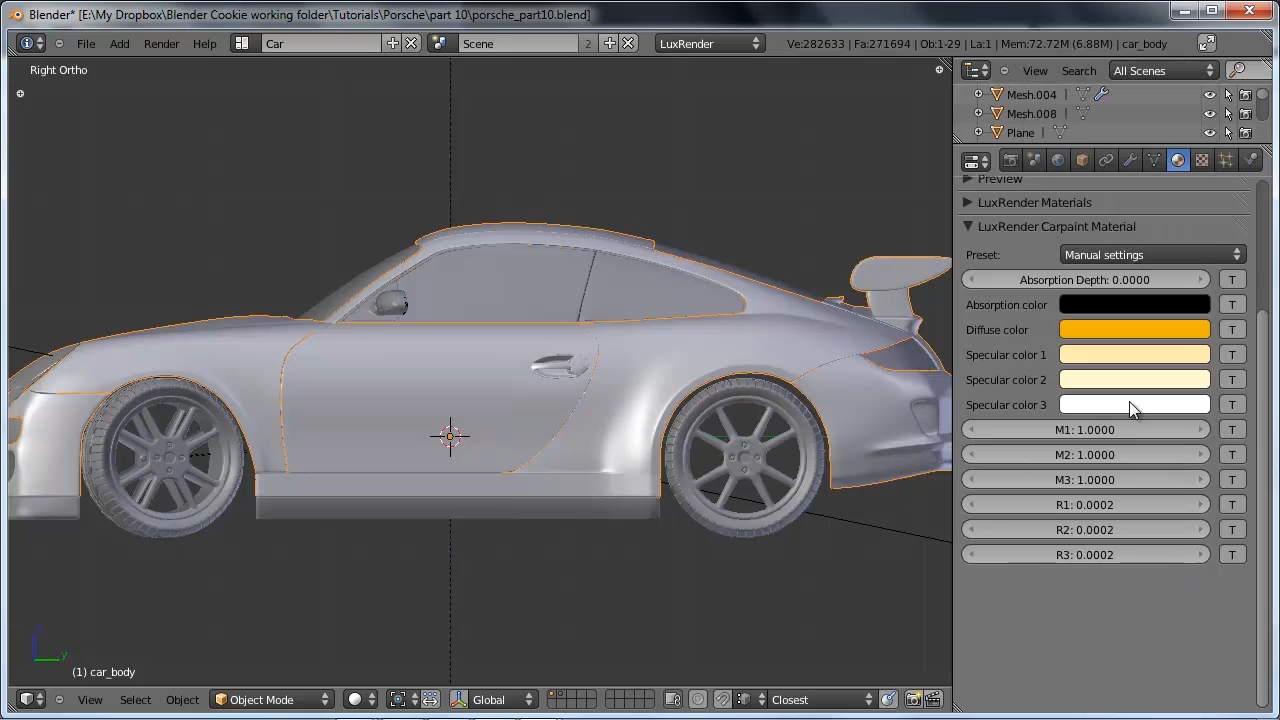 Blender* [E:\My Dropbox\Blender Cookie working folder\Tutorials\Porsche\part 10\porsche_part10.blend]
File Add Render Help Car Scene 2 LuxRender Ve:282633 | Fa:271694 | Ob:1-29 | La:1 | Mem:72.72M (6.88M) | car_body
Right Ortho
View Search All Scenes
Mesh.004
Mesh.008
Plane
Preview
LuxRender Materials
LuxRender Carpaint Material
Preset: Manual settings
Absorption Depth: 0.0000 T
Absorption color T
Diffuse color T
Specular color 1 T
Specular color 2 T
Specular color 3 T
M1: 1.0000 T
M2: 1.0000 T
M3: 1.0000 T
R1: 0.0002 T
R2: 0.0002 T
R3: 0.0002 T
z
y
(1) car_body
View Select Object Object Mode Global Closest